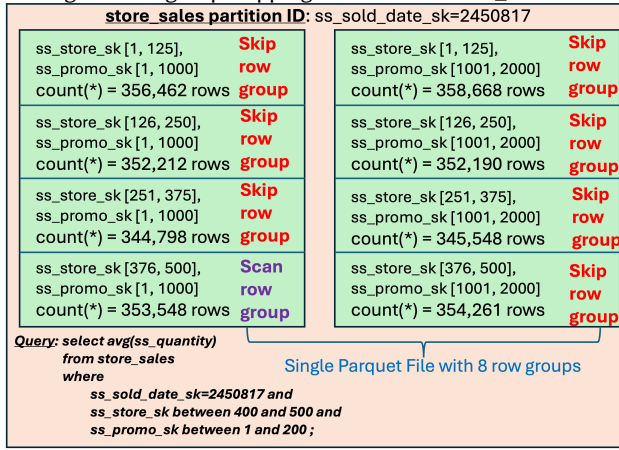 store_sales partition ID: ss_sold_date_sk=2450817
ss_store_sk [1, 125], Skip
ss_promo_sk [1, 1000] row
count(*) = 356,462 rows group
ss_store_sk [126, 250], Skip
ss_promo_sk [1, 1000] row
count(*) = 352,212 rows group
ss_store_sk [251, 375], Skip
ss_promo_sk [1, 1000] row
count(*) = 344,798 rows group
ss_store_sk [376, 500], Scan
ss_promo_sk [1, 1000] row
count(*) = 353,548 rows group
ss_store_sk [1, 125], Skip
ss_promo_sk [1001, 2000] row
count(*) = 358,668 rows group
ss_store_sk [126, 250], Skip
ss_promo_sk [1001, 2000] row
count(*) = 352,190 rows group
ss_store_sk [251, 375], Skip
ss_promo_sk [1001, 2000] row
count(*) = 345,548 rows group
ss_store_sk [376, 500], Skip
ss_promo_sk [1001, 2000] row
count(*) = 354,261 rows group
Single Parquet File with 8 row groups
Query: select avg(ss_quantity)
from store_sales
where
ss_sold_date_sk=2450817 and
ss_store_sk between 400 and 500 and
ss_promo_sk between 1 and 200 ;